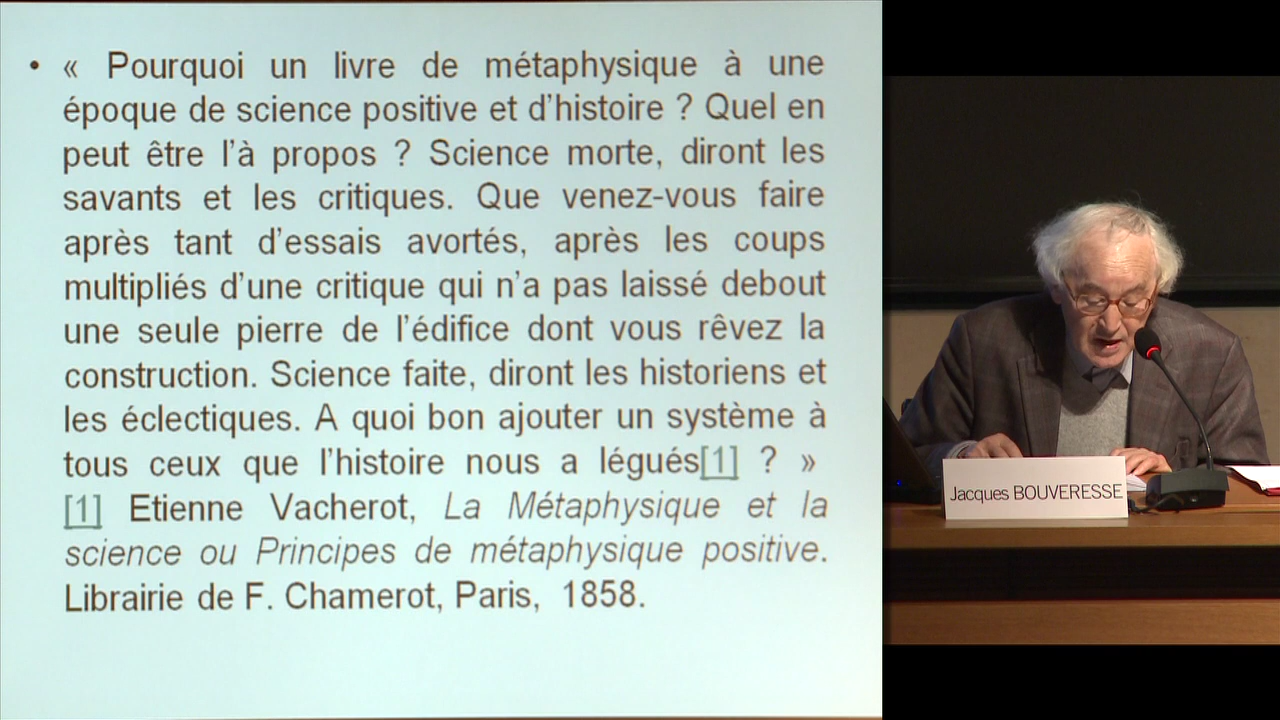 • « Pourquoi un livre de métaphysique à une
époque de science positive et d’histoire ? Quel en
peut être l’à propos ? Science morte, diront les
savants et les critiques. Que venez-vous faire
après tant d’essais avortés, après les coups
multipliés d’une critique qui n’a pas laissé debout
une seule pierre de l’édifice dont vous rêvez la
construction. Science faite, diront les historiens et
les éclectiques. A quoi bon ajouter un système à
tous ceux que l’histoire nous a légués[1] ? »
[1] Etienne Vacherot, La Métaphysique et la
science ou Principes de métaphysique positive.
Librairie de F. Chamerot, Paris, 1858.
Jacques BOUVERESSE